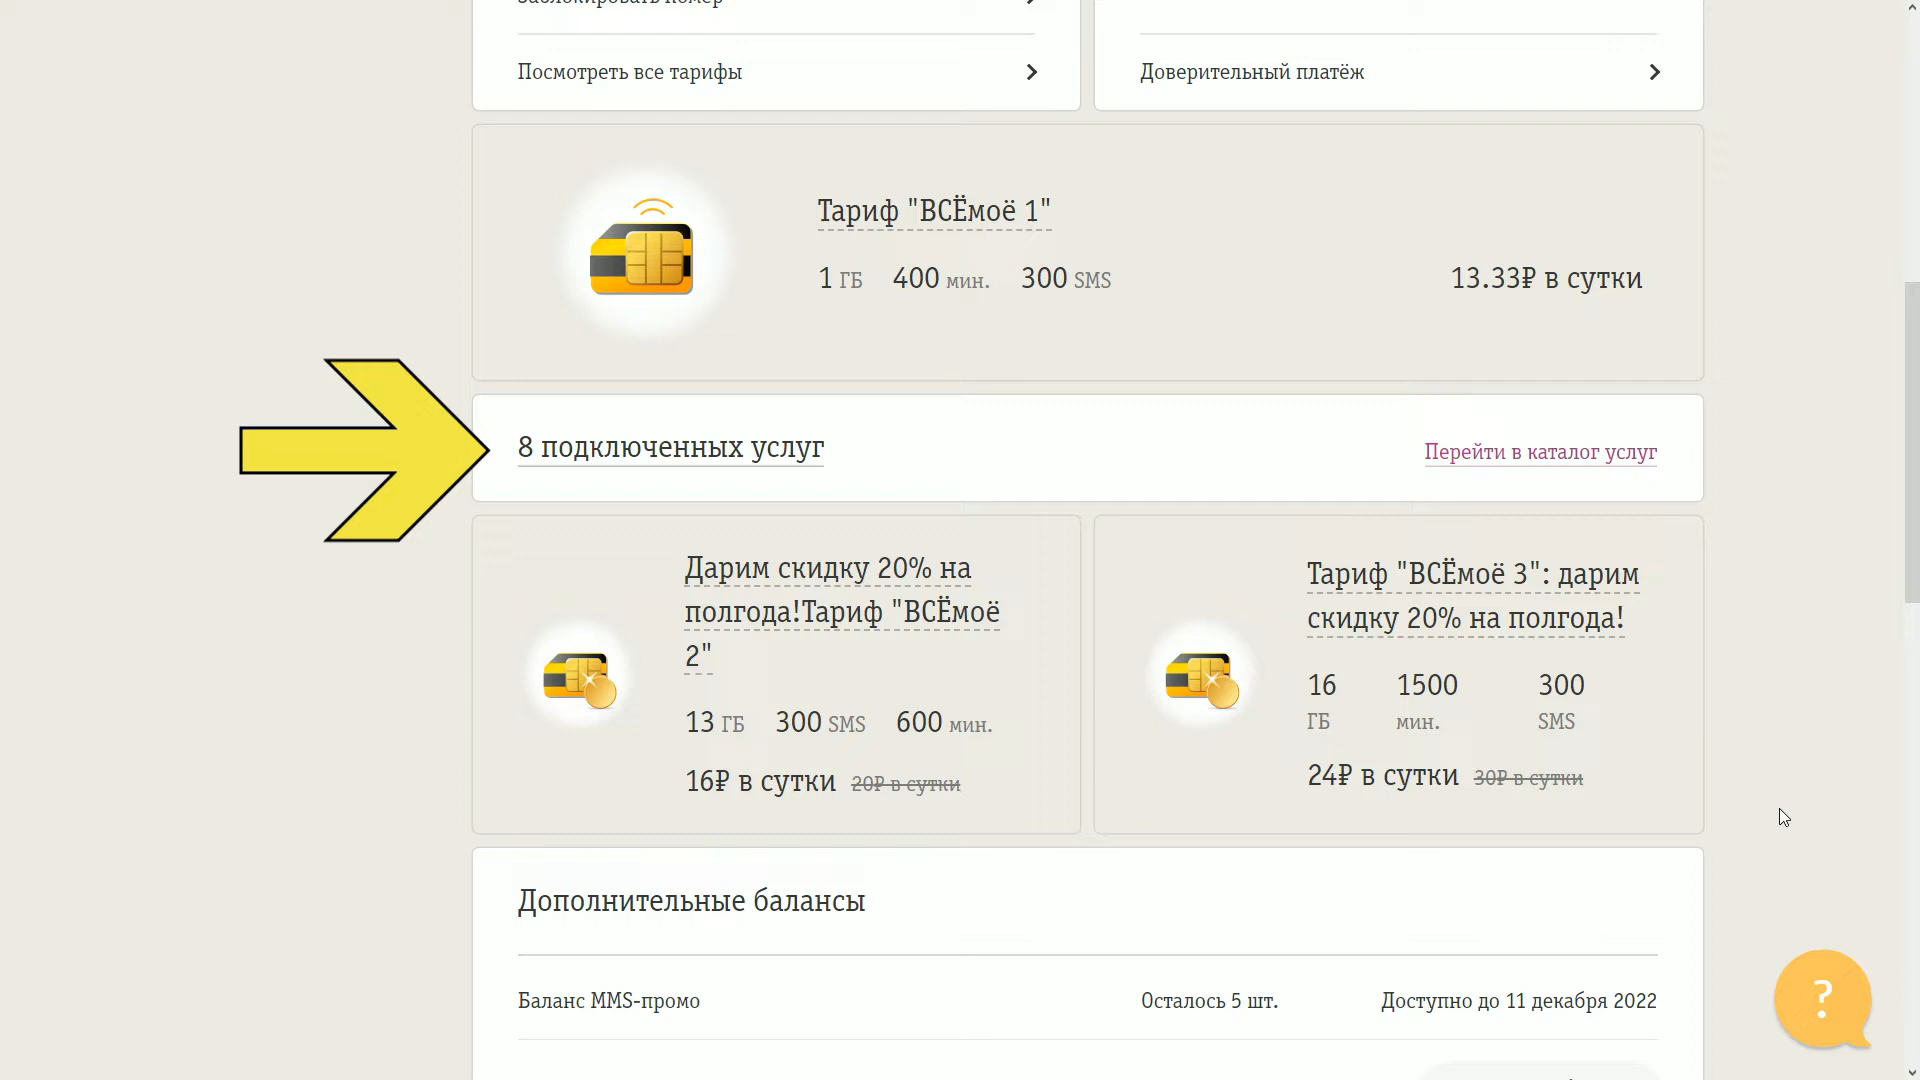 Заблокировать номер
Посмотреть все тарифы
Доверительный платёж
Тариф "ВСЁмоё 1"
1 ГБ 400 мин. 300 SMS
13.33₽ в сутки
8 подключенных услуг
Перейти в каталог услуг
Дарим скидку 20% на
полгода!Тариф "ВСЁмоё
2"
13 ГБ 300 SMS 600 мин.
16₽ в сутки 20₽ в сутки
Тариф "ВСЁмоё 3": дарим
скидку 20% на полгода!
16 1500 300
ГБ мин. SMS
24₽ в сутки 30₽ в сутки
Дополнительные балансы
Баланс MMS-промо Осталось 5 шт. Доступно до 11 декабря 2022
?